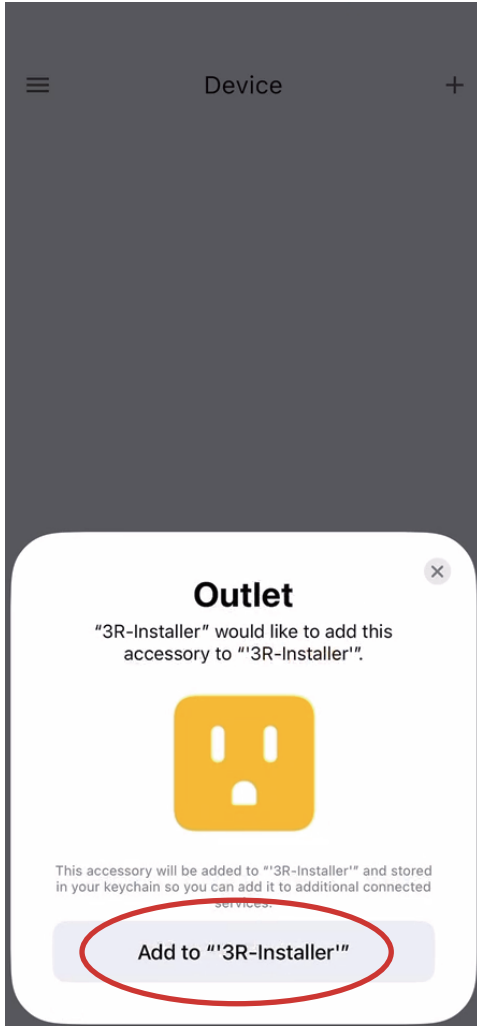 Device
Outlet
“3R-Installer” would like to add this
accessory to “'3R-Installer'”.
This accessory will be added to “'3R-Installer'” and stored
in your keychain so you can add it to additional connected
services.
Add to “'3R-Installer'”